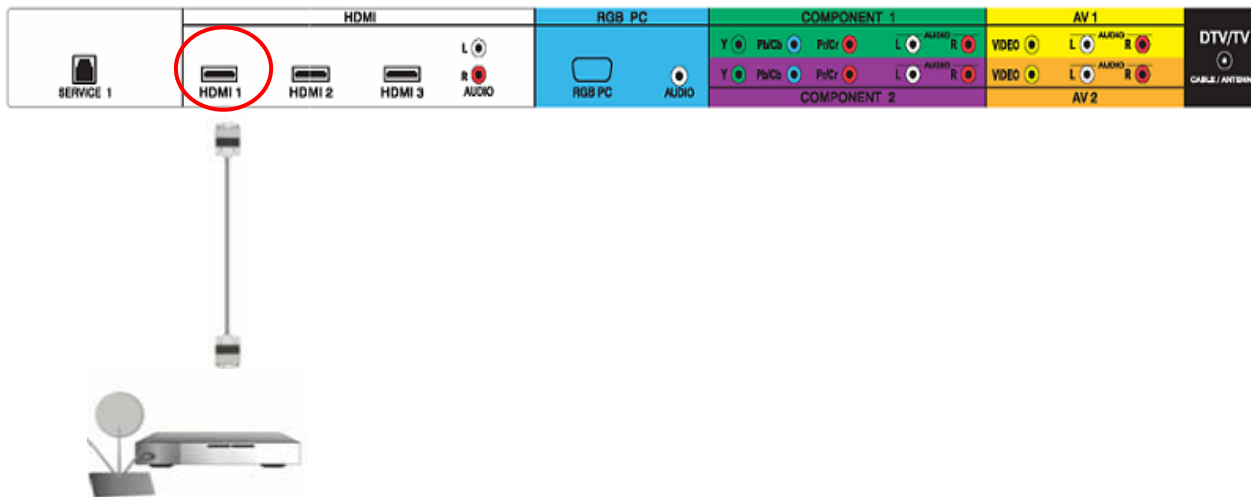 HDMI
RGB PC
COMPONENT 1
AV 1
DTV/TV
CABLE / ANTENN
SERVICE 1
HDMI 1
HDMI 2
HDMI 3
L
R
AUDIO
RGB PC
AUDIO
Y Pb/Cb Pr/Cr L AUDIO R
Y Pb/Cb Pr/Cr L AUDIO R
COMPONENT 2
VIDEO L AUDIO R
VIDEO L AUDIO R
AV 2